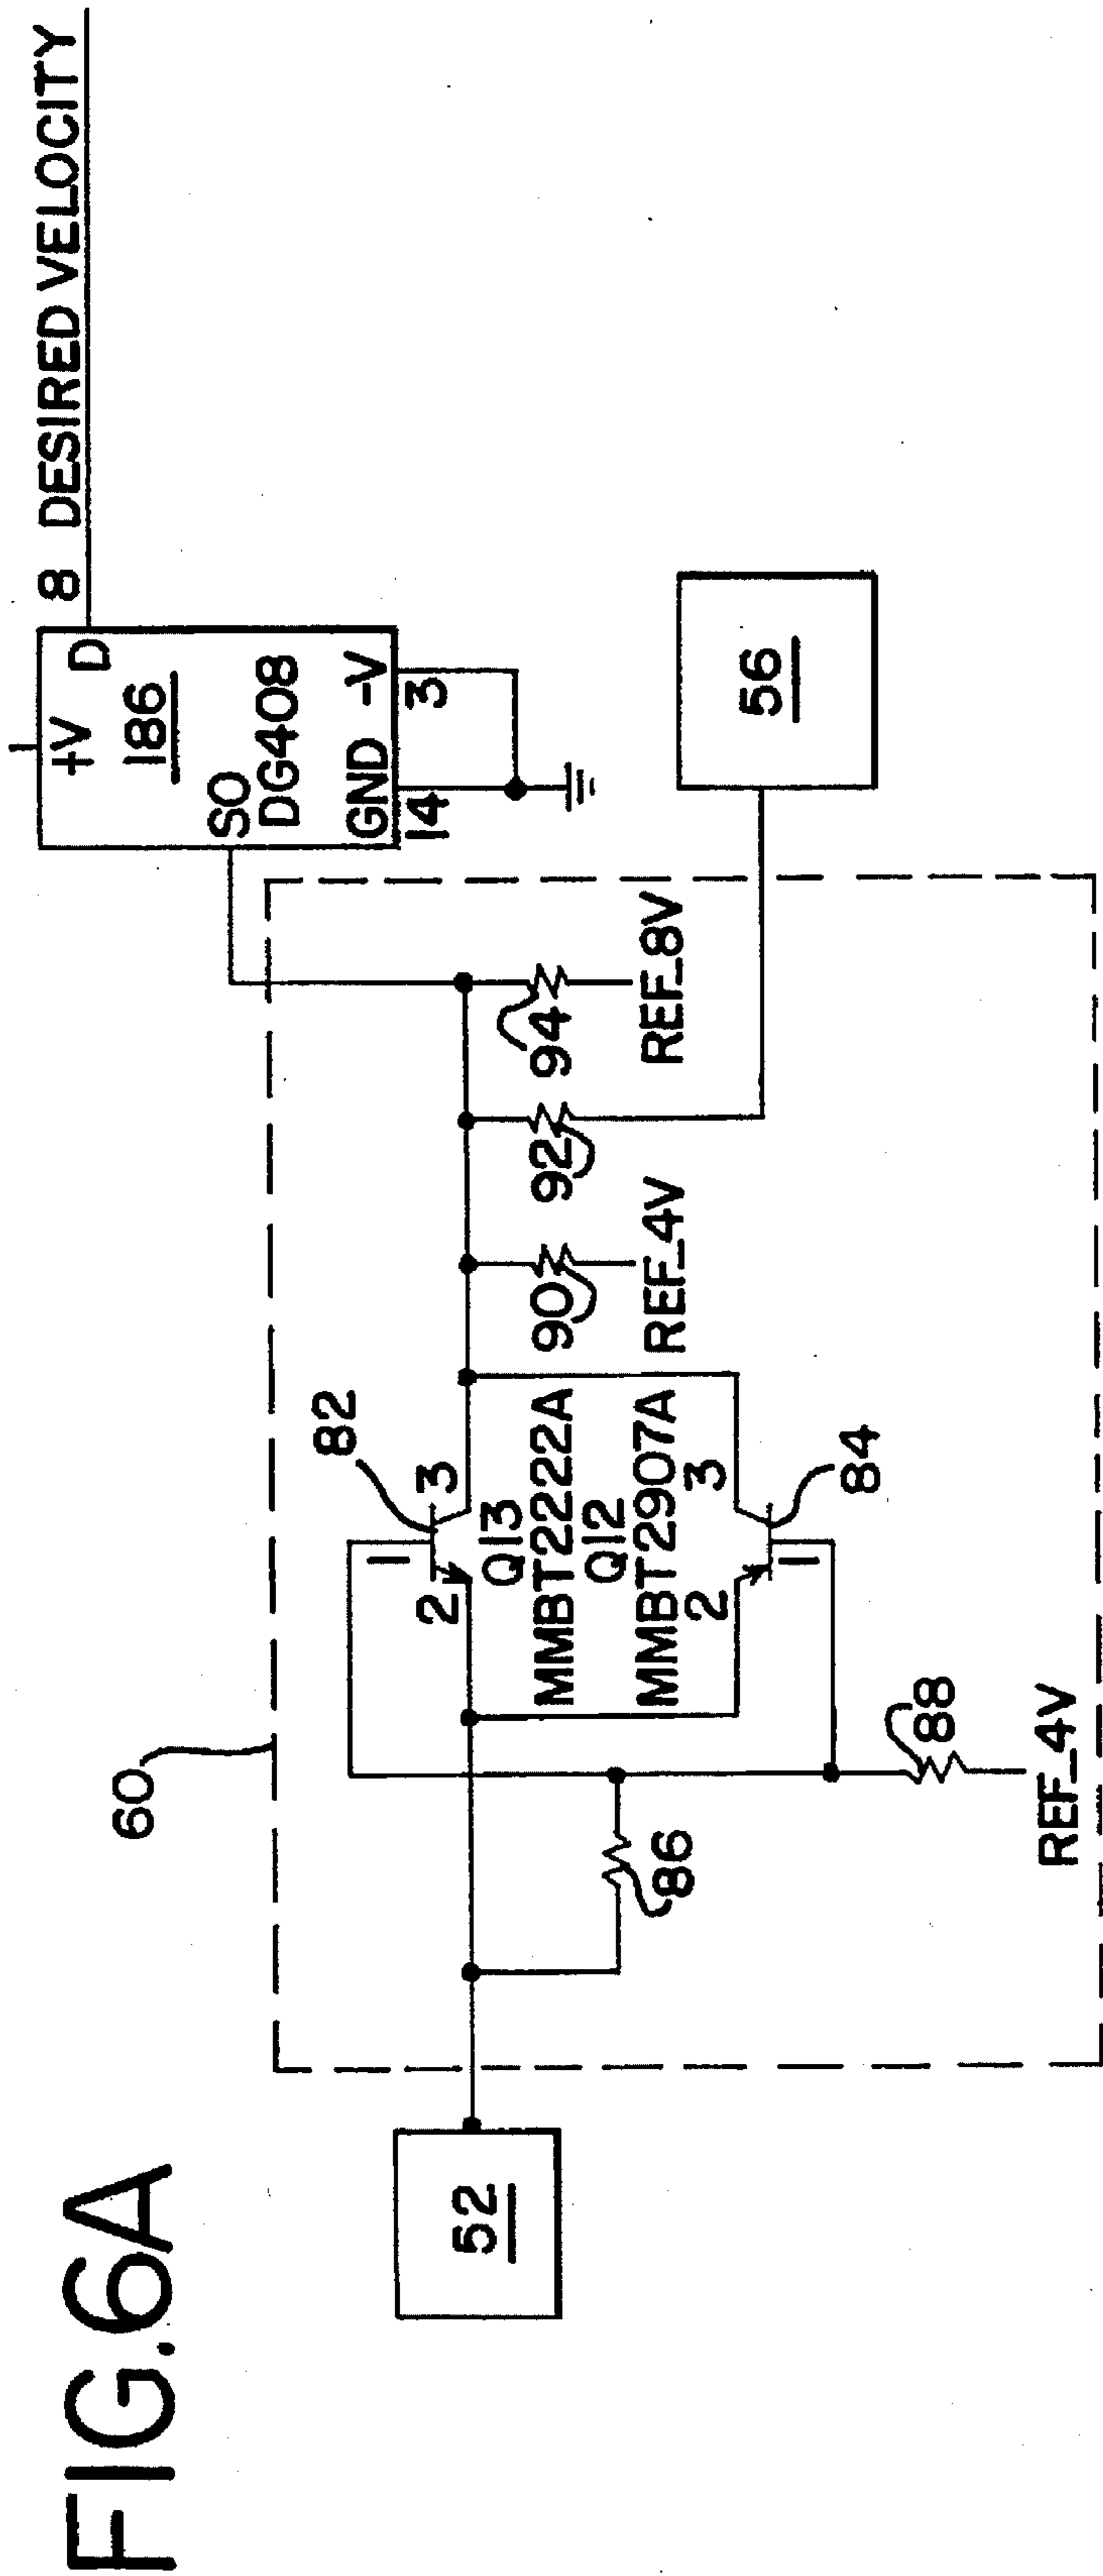 FIG.6A
60
52
86
88
REF_4V
82
1
2
3
Q13
MMBT2222A
Q12
MMBT2907A
2
3
1
84
90
REF_4V
92
94
REF_8V
56
+V
D
186
SO
DG408
GND -V
14
3
8 DESIRED VELOCITY